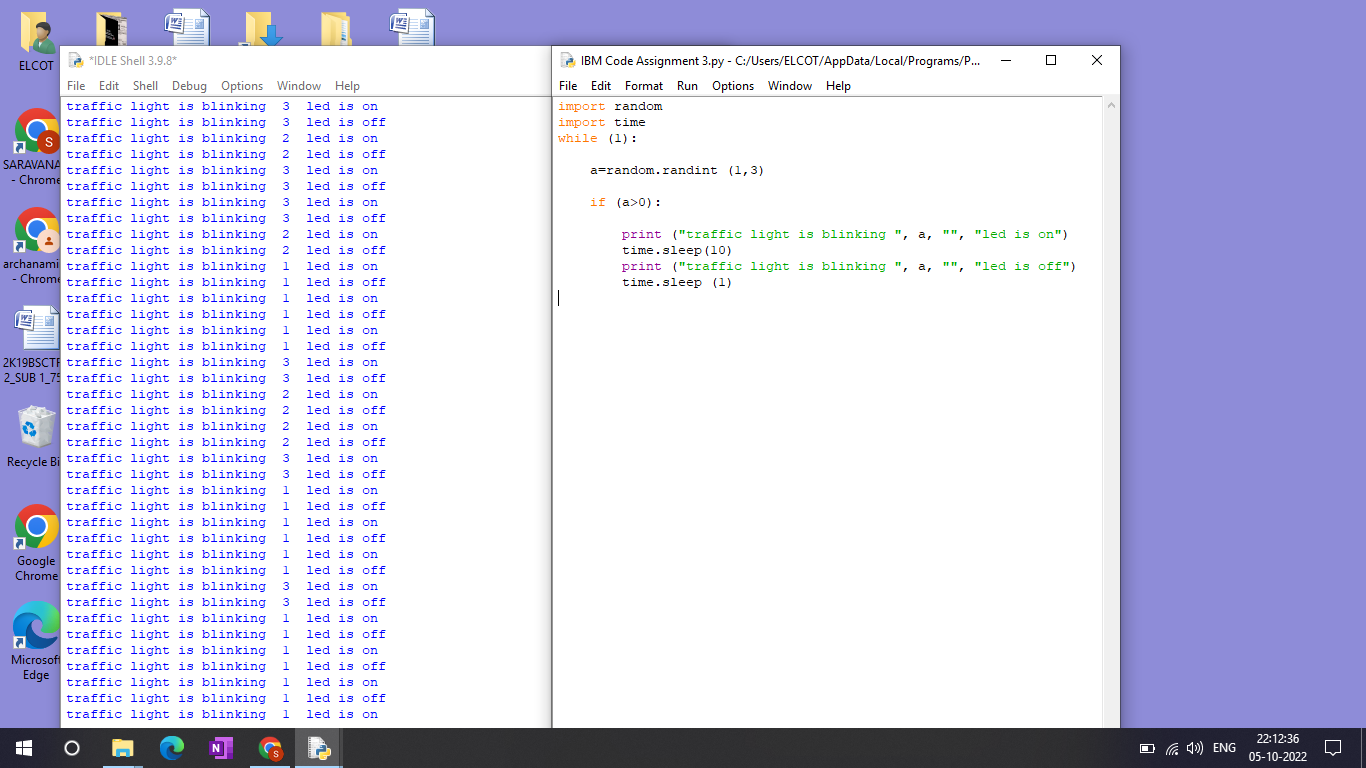 ELCOT
SARAVANA
- Chrome
archanami
- Chrome
2K19BSCTF
2_SUB 1_75
Recycle Bi
Google
Chrome
Microsoft
Edge
*IDLE Shell 3.9.8*
File Edit Shell Debug Options Window Help
traffic light is blinking  3  led is on
traffic light is blinking  3  led is off
traffic light is blinking  2  led is on
traffic light is blinking  2  led is off
traffic light is blinking  3  led is on
traffic light is blinking  3  led is off
traffic light is blinking  3  led is on
traffic light is blinking  3  led is off
traffic light is blinking  2  led is on
traffic light is blinking  2  led is off
traffic light is blinking  1  led is on
traffic light is blinking  1  led is off
traffic light is blinking  1  led is on
traffic light is blinking  1  led is off
traffic light is blinking  1  led is on
traffic light is blinking  1  led is off
traffic light is blinking  3  led is on
traffic light is blinking  3  led is off
traffic light is blinking  2  led is on
traffic light is blinking  2  led is off
traffic light is blinking  2  led is on
traffic light is blinking  2  led is off
traffic light is blinking  3  led is on
traffic light is blinking  3  led is off
traffic light is blinking  1  led is on
traffic light is blinking  1  led is off
traffic light is blinking  1  led is on
traffic light is blinking  1  led is off
traffic light is blinking  1  led is on
traffic light is blinking  1  led is off
traffic light is blinking  3  led is on
traffic light is blinking  3  led is off
traffic light is blinking  1  led is on
traffic light is blinking  1  led is off
traffic light is blinking  1  led is on
traffic light is blinking  1  led is off
traffic light is blinking  1  led is on
traffic light is blinking  1  led is off
traffic light is blinking  1  led is on
IBM Code Assignment 3.py - C:/Users/ELCOT/AppData/Local/Programs/P...
File Edit Format Run Options Window Help
import random
import time
while (1):
    a=random.randint (1,3)
    if (a>0):
        print ("traffic light is blinking ", a, "", "led is on")
        time.sleep(10)
        print ("traffic light is blinking ", a, "", "led is off")
        time.sleep (1)
ENG
22:12:36
05-10-2022